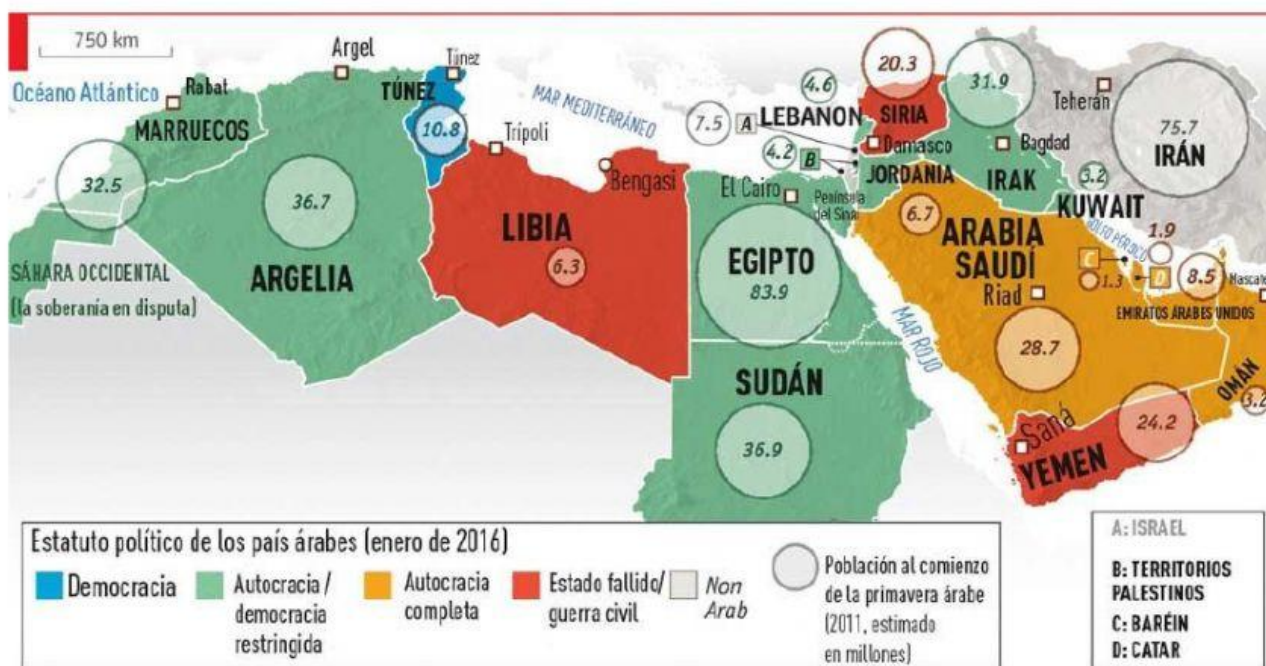 750 km
Océano Atlántico
Rabat
MARRUECOS
32.5
SÁHARA OCCIDENTAL
(la soberanía en disputa)
Argel
36.7
ARGELIA
Túnez
TÚNEZ
10.8
Trípoli
MAR MEDITERRÁNEO
Bengasi
LIBIA
6.3
7.5
A
4.6
LEBANON
4.2
B
El Cairo
Península
del Sinaí
EGIPTO
83.9
SUDÁN
36.9
MAR ROJO
20.3
SIRIA
Damasco
JORDANIA
6.7
31.9
Bagdad
IRAK
Teherán
75.7
IRÁN
3.2
KUWAIT
GOLFO PÉRSICO
1.9
C
1.3
D
8.5
Mascate
EMIRATOS ÁRABES UNIDOS
ARABIA
SAUDÍ
Riad
28.7
OMÁN
3.2
Saná
24.2
YEMEN
Estatuto político de los país árabes (enero de 2016)
Democracia
Autocracia /
democracia
restringida
Autocracia
completa
Estado fallido/
guerra civil
Non
Arab
Población al comienzo
de la primavera árabe
(2011, estimado
en millones)
A: ISRAEL
B: TERRITORIOS
PALESTINOS
C: BARÉIN
D: CATAR